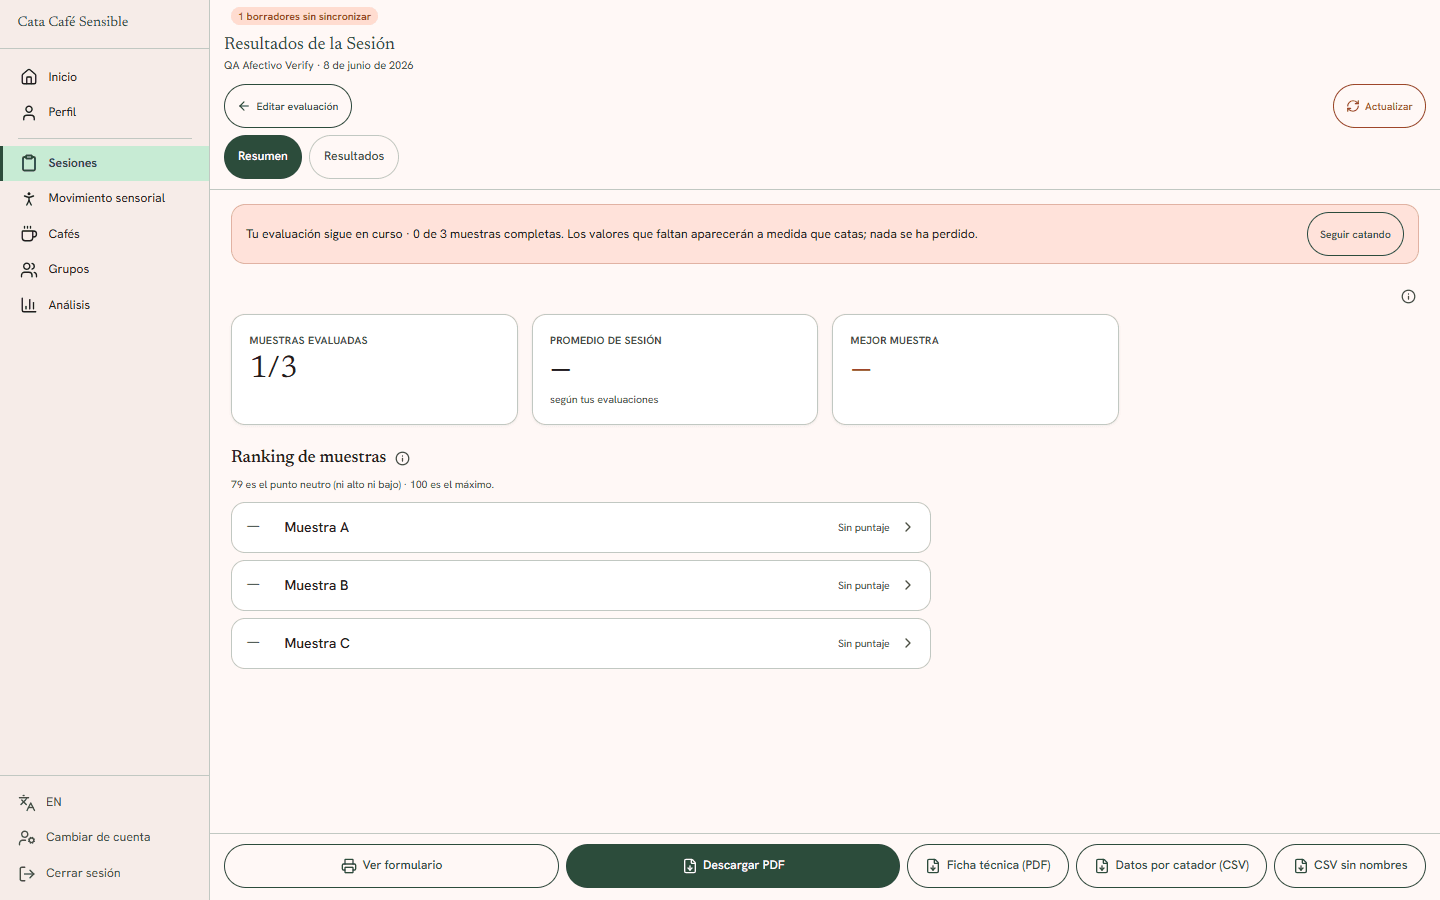 Cata Café Sensible
Inicio
Perfil
Sesiones
Movimiento sensorial
Cafés
Grupos
Análisis
EN
Cambiar de cuenta
Cerrar sesión
1 borradores sin sincronizar
Resultados de la Sesión
QA Afectivo Verify · 8 de junio de 2026
Editar evaluación
Actualizar
Resumen
Resultados
Tu evaluación sigue en curso · 0 de 3 muestras completas. Los valores que faltan aparecerán a medida que catas; nada se ha perdido.
Seguir catando
MUESTRAS EVALUADAS
1/3
PROMEDIO DE SESIÓN
—
según tus evaluaciones
MEJOR MUESTRA
—
Ranking de muestras
79 es el punto neutro (ni alto ni bajo) · 100 es el máximo.
— Muestra A Sin puntaje
— Muestra B Sin puntaje
— Muestra C Sin puntaje
Ver formulario
Descargar PDF
Ficha técnica (PDF)
Datos por catador (CSV)
CSV sin nombres